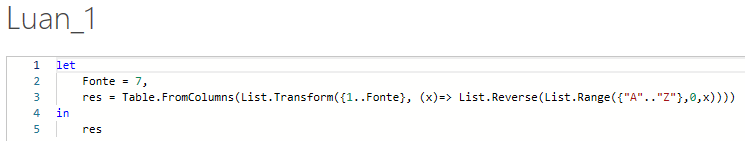 Luan_1
1 let
2 Fonte = 7,
3 res = Table.FromColumns(List.Transform({1..Fonte}, (x)=> List.Reverse(List.Range({"A".."Z"},0,x))))
4 in
5 res